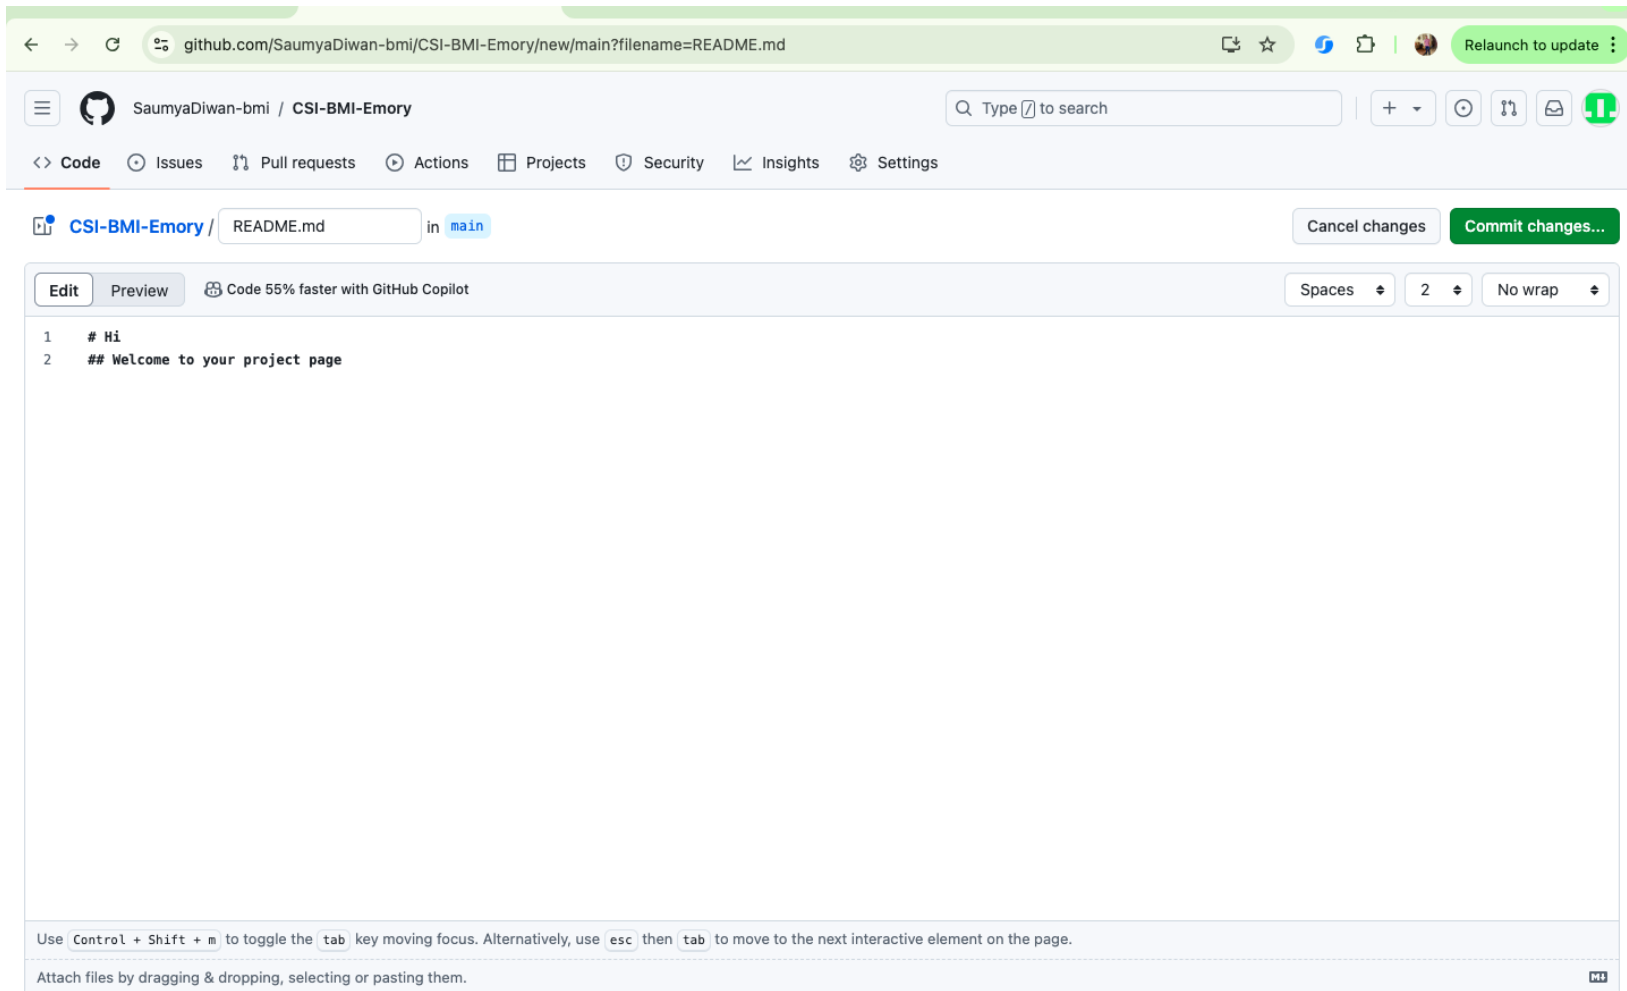 github.com/SaumyaDiwan-bmi/CSI-BMI-Emory/new/main?filename=README.md
Relaunch to update
SaumyaDiwan-bmi / CSI-BMI-Emory
Type / to search
Code Issues Pull requests Actions Projects Security Insights Settings
CSI-BMI-Emory / README.md in main
Cancel changes Commit changes...
Edit Preview Code 55% faster with GitHub Copilot
Spaces 2 No wrap
1 # Hi
2 ## Welcome to your project page
Use Control + Shift + m to toggle the tab key moving focus. Alternatively, use esc then tab to move to the next interactive element on the page.
Attach files by dragging & dropping, selecting or pasting them.